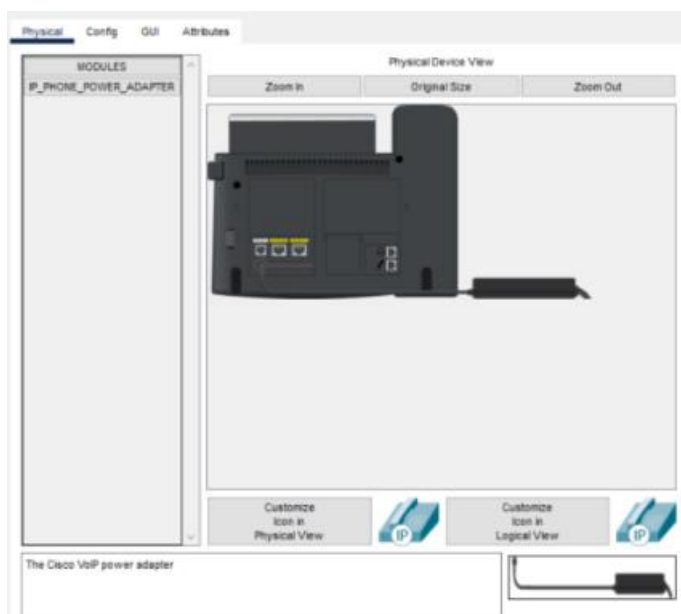 Physical Config GUI Attributes
MODULES
IP_PHONE_POWER_ADAPTER
Physical Device View
Zoom In Original Size Zoom Out
Customize
Icon in
Physical View
IP
Customize
Icon in
Logical View
IP
The Cisco VoIP power adapter